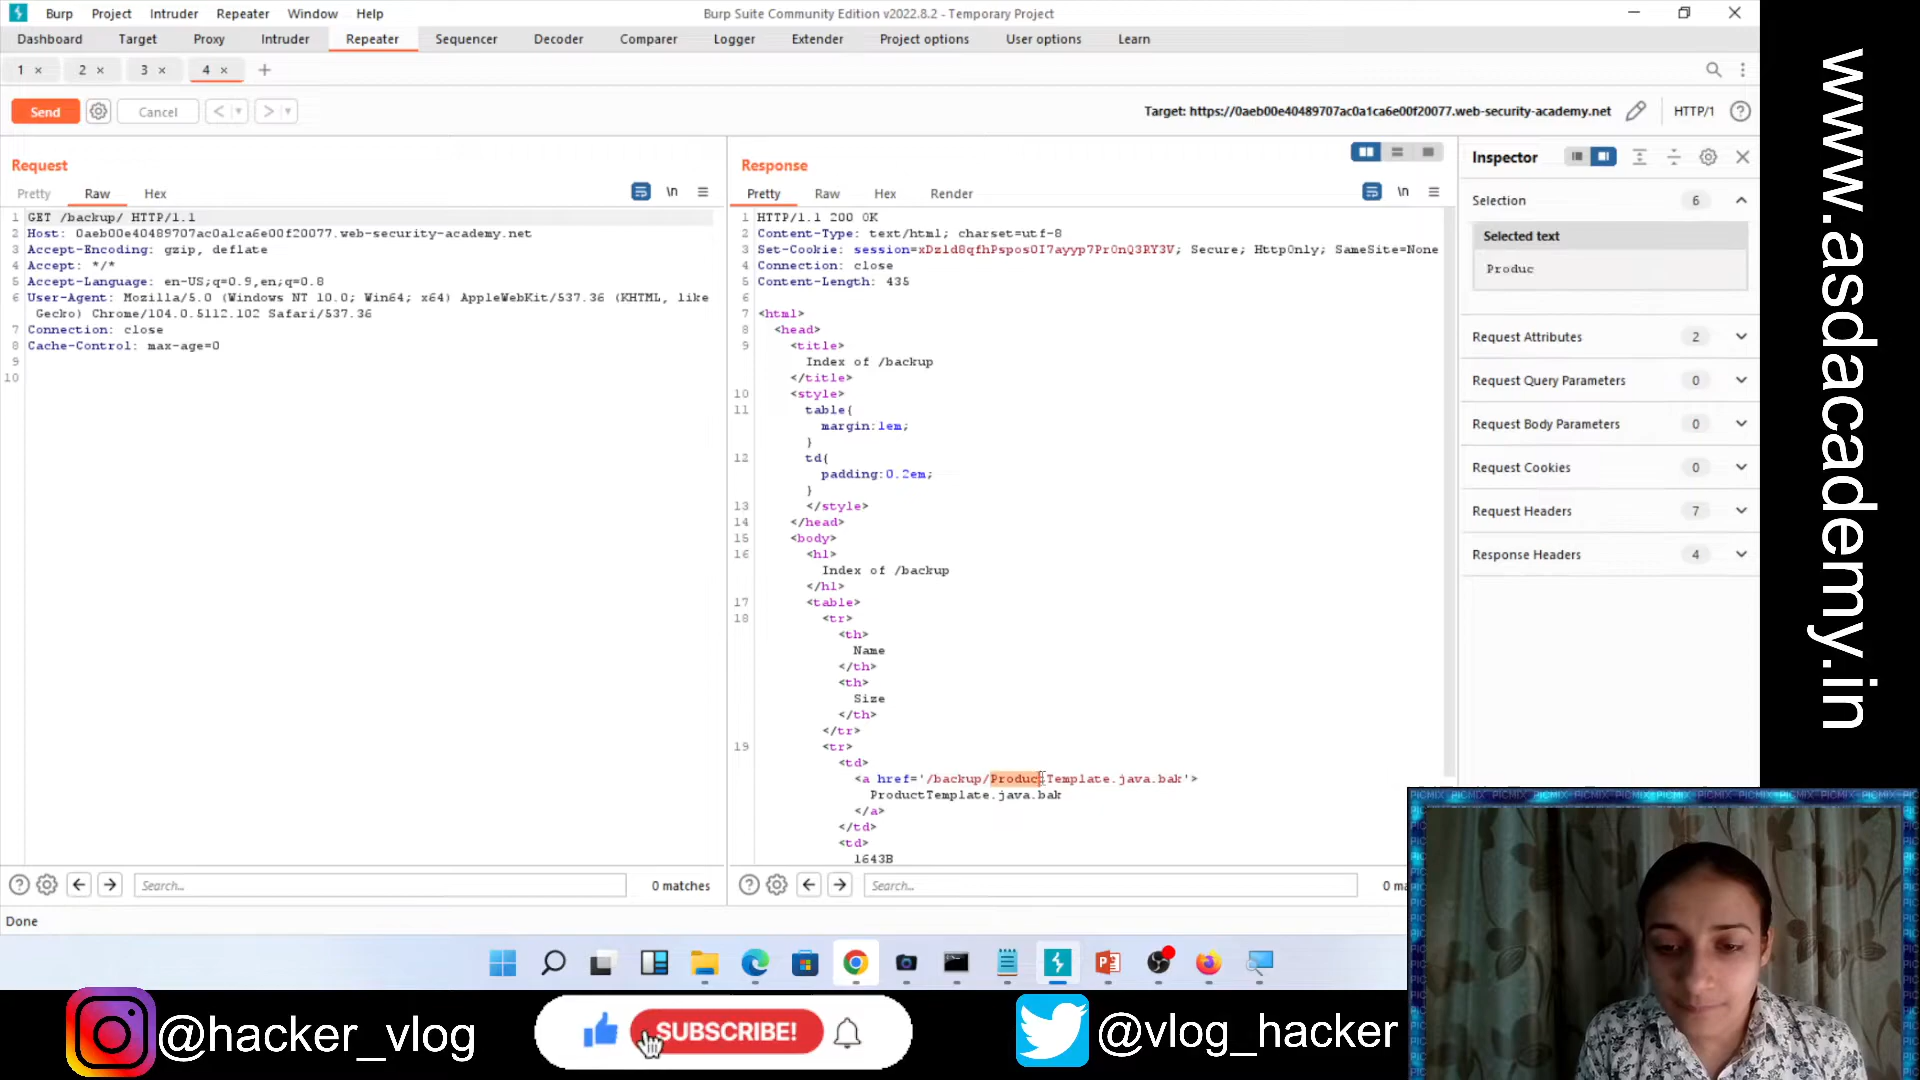 Burp Project Intruder Repeater Window Help
Burp Suite Community Edition v2022.8.2 - Temporary Project
Dashboard Target Proxy Intruder Repeater Sequencer Decoder Comparer Logger Extender Project options User options Learn
1 × 2 × 3 × 4 × +
Send Cancel < >
Target: https://0aeb00e40489707ac0a1ca6e00f20077.web-security-academy.net HTTP/1
Request
Pretty Raw Hex \n
1 GET /backup/ HTTP/1.1
2 Host: 0aeb00e40489707ac0a1ca6e00f20077.web-security-academy.net
3 Accept-Encoding: gzip, deflate
4 Accept: */*
5 Accept-Language: en-US;q=0.9,en;q=0.8
6 User-Agent: Mozilla/5.0 (Windows NT 10.0; Win64; x64) AppleWebKit/537.36 (KHTML, like
Gecko) Chrome/104.0.5112.102 Safari/537.36
7 Connection: close
8 Cache-Control: max-age=0
9
10
Search... 0 matches
Response
Pretty Raw Hex Render \n
1 HTTP/1.1 200 OK
2 Content-Type: text/html; charset=utf-8
3 Set-Cookie: session=xDzld8qfhPsposOI7ayyp7PrOnQ3RY3V; Secure; HttpOnly; SameSite=None
4 Connection: close
5 Content-Length: 435
6
7 <html>
8 <head>
9 <title>
Index of /backup
</title>
10 <style>
11 table{
margin:1em;
}
12 td{
padding:0.2em;
}
13 </style>
14 </head>
15 <body>
16 <h1>
Index of /backup
</h1>
17 <table>
18 <tr>
<th>
Name
</th>
<th>
Size
</th>
</tr>
19 <tr>
<td>
<a href='/backup/ProductTemplate.java.bak'>
ProductTemplate.java.bak
</a>
</td>
<td>
1643B
Search... 0 m
Inspector
Selection 6
Selected text
Produc
Request Attributes 2
Request Query Parameters 0
Request Body Parameters 0
Request Cookies 0
Request Headers 7
Response Headers 4
Done
www.asdacademy.in
@hacker_vlog
SUBSCRIBE!
@vlog_hacker